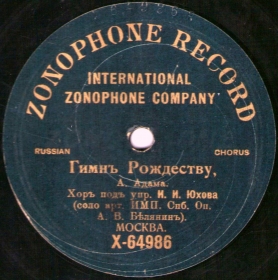 ZONOPHONE RECORD
INTERNATIONAL
ZONOPHONE COMPANY
RUSSIAN CHORUS
Гимнъ Рождеству,
А. Адама.
Хоръ подъ упр. И. И. Юхова
(соло арт. ИМП. Спб. Оп.
А. В. Бѣлянинъ).
МОСКВА.
X-64986